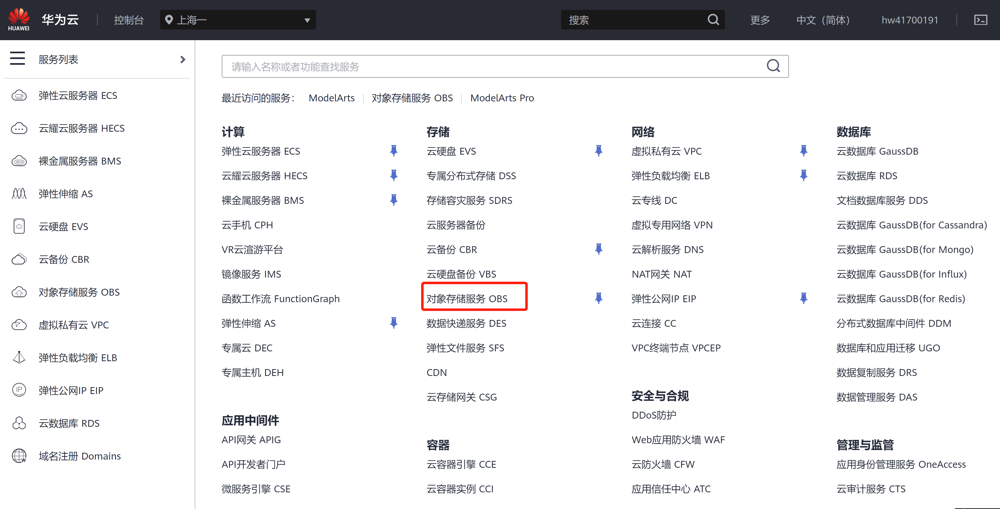 HUAWEI
华为云
控制台
上海一
搜索
更多
中文（简体）
hw41700191
服务列表
弹性云服务器 ECS
云耀云服务器 HECS
裸金属服务器 BMS
弹性伸缩 AS
云硬盘 EVS
云备份 CBR
对象存储服务 OBS
虚拟私有云 VPC
弹性负载均衡 ELB
IP
弹性公网IP EIP
云数据库 RDS
W
域名注册 Domains
请输入名称或者功能查找服务
最近访问的服务： ModelArts 对象存储服务 OBS ModelArts Pro
计算
弹性云服务器 ECS
云耀云服务器 HECS
裸金属服务器 BMS
云手机 CPH
VR云渲游平台
镜像服务 IMS
函数工作流 FunctionGraph
弹性伸缩 AS
专属云 DEC
专属主机 DEH
应用中间件
API网关 APIG
API开发者门户
微服务引擎 CSE
存储
云硬盘 EVS
专属分布式存储 DSS
存储容灾服务 SDRS
云服务器备份
云备份 CBR
云硬盘备份 VBS
对象存储服务 OBS
数据快递服务 DES
弹性文件服务 SFS
CDN
云存储网关 CSG
容器
云容器引擎 CCE
云容器实例 CCI
网络
虚拟私有云 VPC
弹性负载均衡 ELB
云专线 DC
虚拟专用网络 VPN
云解析服务 DNS
NAT网关 NAT
弹性公网IP EIP
云连接 CC
VPC终端节点 VPCEP
安全与合规
DDoS防护
Web应用防火墙 WAF
云防火墙 CFW
应用信任中心 ATC
数据库
云数据库 GaussDB
云数据库 RDS
文档数据库服务 DDS
云数据库 GaussDB(for Cassandra)
云数据库 GaussDB(for Mongo)
云数据库 GaussDB(for Influx)
云数据库 GaussDB(for Redis)
分布式数据库中间件 DDM
数据库和应用迁移 UGO
数据复制服务 DRS
数据管理服务 DAS
管理与监管
应用身份管理服务 OneAccess
云审计服务 CTS